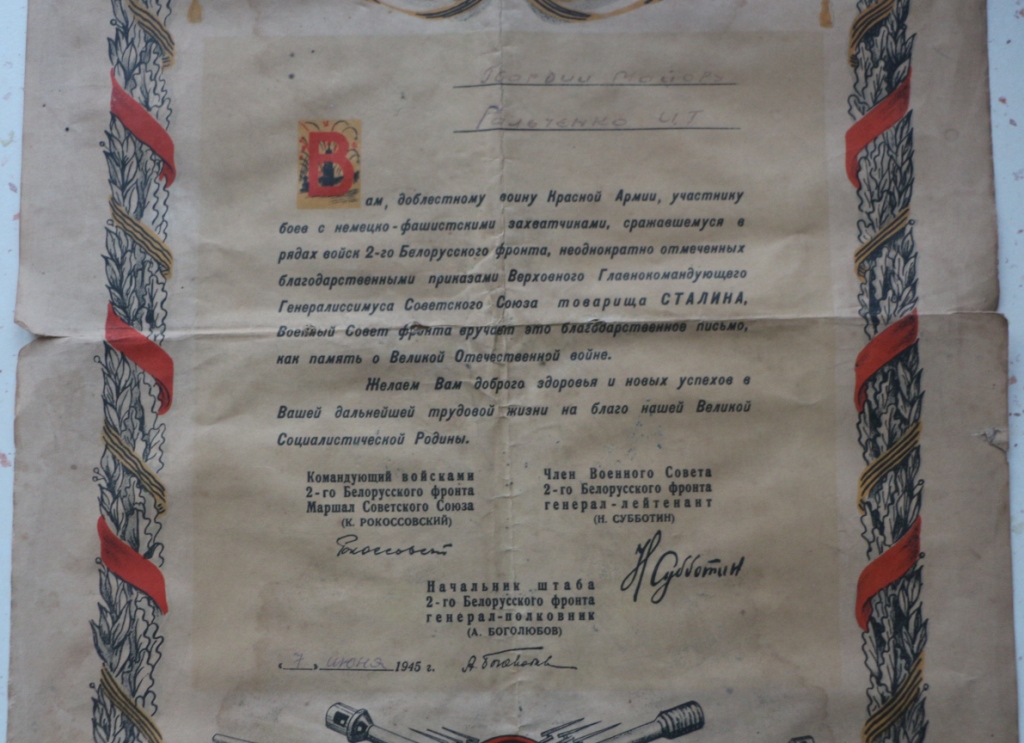 Гвардии майору
Гальченко И.Т
Вам, доблестному воину Красной Армии, участнику
боев с немецко-фашистскими захватчиками, сражавшемуся в
рядах войск 2-го Белорусского фронта, неоднократно отмеченных
благодарственными приказами Верховного Главнокомандующего
Генералиссимуса Советского Союза товарища СТАЛИНА,
Военный Совет фронта вручает это благодарственное письмо,
как память о Великой Отечественной войне.
Желаем Вам доброго здоровья и новых успехов в
Вашей дальнейшей трудовой жизни на благо нашей Великой
Социалистической Родины.
Командующий войсками
2-го Белорусского фронта
Маршал Советского Союза
(К. РОКОССОВСКИЙ)
Член Военного Совета
2-го Белорусского фронта
генерал-лейтенант
(Н. СУББОТИН)
Н Субботин
Начальник штаба
2-го Белорусского фронта
генерал-полковник
(А. БОГОЛЮБОВ)
"7" июня 1945 г.